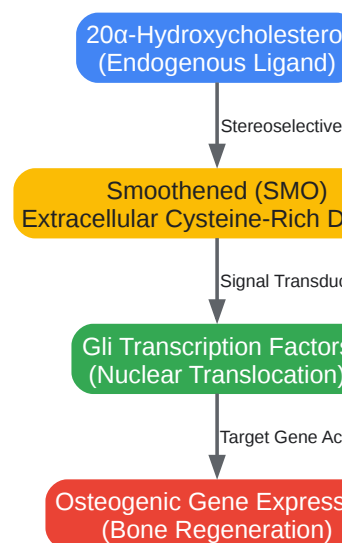 20α-Hydroxycholestero
(Endogenous Ligand)
Stereoselective
Smoothened (SMO)
Extracellular Cysteine-Rich D
Signal Transduc
Gli Transcription Factors
(Nuclear Translocation)
Target Gene Ac
Osteogenic Gene Express
(Bone Regeneration)